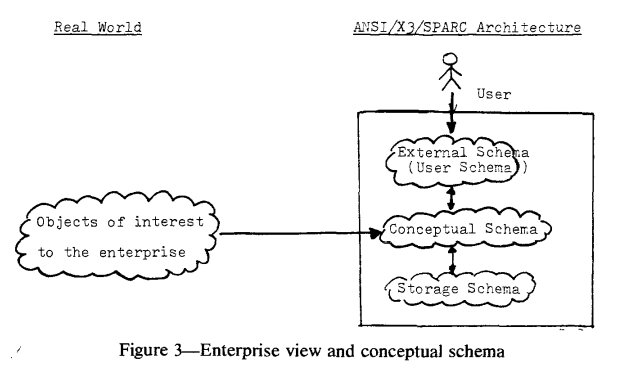 Real World
ANSI/X3/SPARC Architecture
User
External Schema
(User Schema)
Objects of interest
to the enterprise
Conceptual Schema
Storage Schema
Figure 3—Enterprise view and conceptual schema